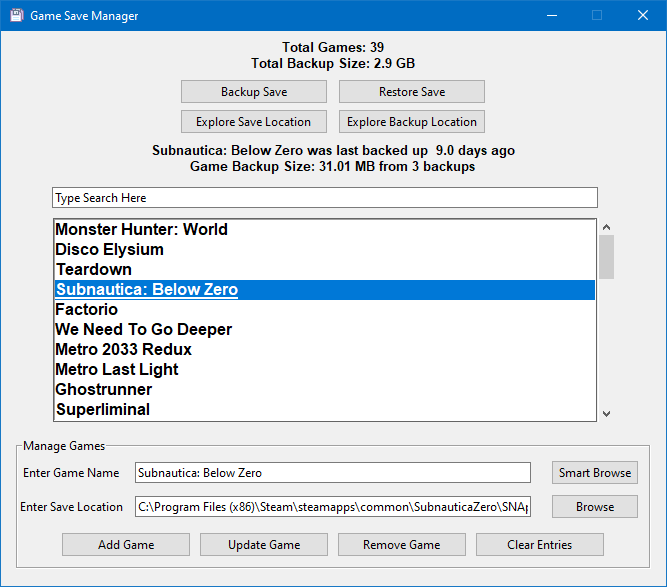 Game Save Manager
Total Games: 39
Total Backup Size: 2.9 GB
Backup Save
Restore Save
Explore Save Location
Explore Backup Location
Subnautica: Below Zero was last backed up  9.0 days ago
Game Backup Size: 31.01 MB from 3 backups
Type Search Here
Monster Hunter: World
Disco Elysium
Teardown
Subnautica: Below Zero
Factorio
We Need To Go Deeper
Metro 2033 Redux
Metro Last Light
Ghostrunner
Superliminal
Manage Games
Enter Game Name
Subnautica: Below Zero
Smart Browse
Enter Save Location
C:\Program Files (x86)\Steam\steamapps\common\SubnauticaZero\SNAp
Browse
Add Game
Update Game
Remove Game
Clear Entries